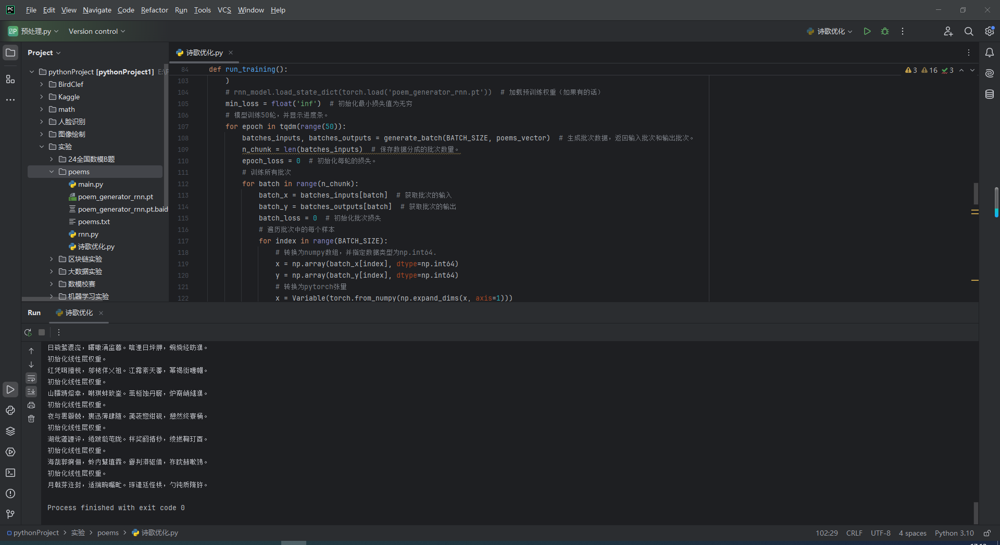 File Edit View Navigate Code Refactor Run Tools VCS Window Help
预处理.py Version control 诗歌优化
Project
诗歌优化.py
pythonProject [pythonProject1]
BirdClef
Kaggle
math
人脸识别
图像绘制
实验
24全国数模B题
poems
main.py
poem_generator_rnn.pt
poem_generator_rnn.pt.baid
poems.txt
rnn.py
诗歌优化.py
区块链实验
大数据实验
数模校赛
机器学习实验
84 def run_training():
3 16 3
103 )
104 # rnn_model.load_state_dict(torch.load('poem_generator_rnn.pt')) # 加载预训练权重（如果有的话）
105 min_loss = float('inf') # 初始化最小损失值为无穷
106 # 模型训练50轮，并显示进度条。
107 for epoch in tqdm(range(50)):
108 batches_inputs, batches_outputs = generate_batch(BATCH_SIZE, poems_vector) # 生成批次数据，返回输入批次和输出批次。
109 n_chunk = len(batches_inputs) # 保存数据分成的批次数量。
110 epoch_loss = 0 # 初始化每轮的损失。
111 # 训练所有批次
112 for batch in range(n_chunk):
113 batch_x = batches_inputs[batch] # 获取批次的输入
114 batch_y = batches_outputs[batch] # 获取批次的输出
115 batch_loss = 0 # 初始化批次损失
116 # 遍历批次中的每个样本
117 for index in range(BATCH_SIZE):
118 # 转换为numpy数组，并指定数据类型为np.int64.
119 x = np.array(batch_x[index], dtype=np.int64)
120 y = np.array(batch_y[index], dtype=np.int64)
121 # 转换为pytorch张量
122 x = Variable(torch.from_numpy(np.expand_dims(x, axis=1)))
Run 诗歌优化
初始化线性层权重。
初始化线性层权重。
初始化线性层权重。
初始化线性层权重。
初始化线性层权重。
初始化线性层权重。
Process finished with exit code 0
pythonProject 实验 poems 诗歌优化.py
102:29 CRLF UTF-8 4 spaces Python 3.10